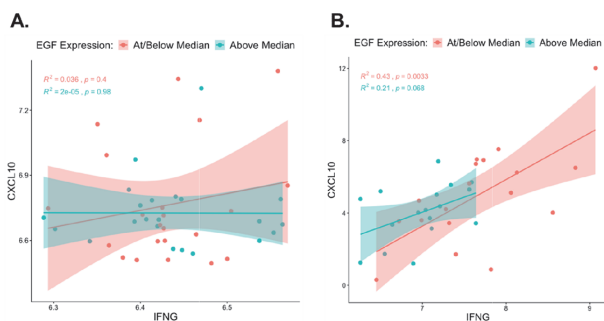 A.
EGF Expression: At/Below Median Above Median
R² = 0.036 , p = 0.4
R² = 2e-05 , p = 0.98
CXCL10
7.2
6.9
6.6
6.3 6.4 6.5
IFNG
B.
EGF Expression: At/Below Median Above Median
R² = 0.43 , p = 0.0033
R² = 0.21 , p = 0.068
CXCL10
12
8
4
0
7 8 9
IFNG